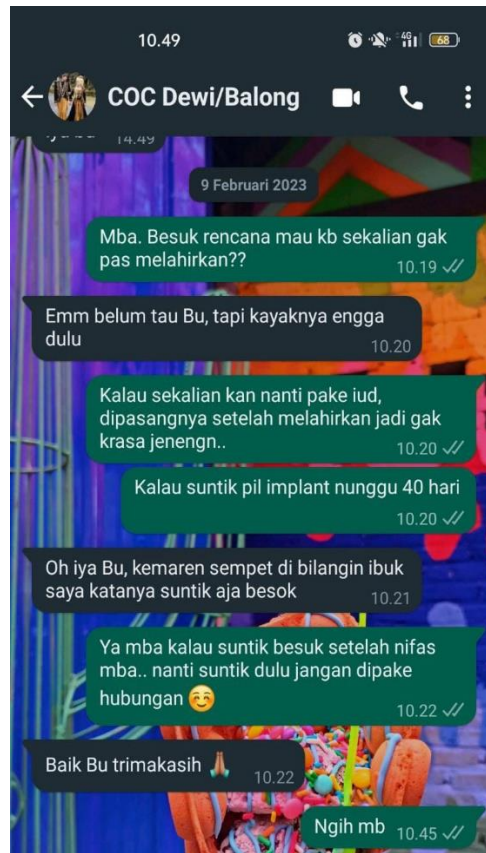 10.49
4G
68
COC Dewi/Balong
14.49
9 Februari 2023
Mba. Besuk rencana mau kb sekalian gak
pas melahirkan??
10.19
Emm belum tau Bu, tapi kayaknya engga
dulu
10.20
Kalau sekalian kan nanti pake iud,
dipasangnya setelah melahirkan jadi gak
krasa jenengn..
10.20
Kalau suntik pil implant nunggu 40 hari
10.20
Oh iya Bu, kemaren sempet di bilangin ibuk
saya katanya suntik aja besok
10.21
Ya mba kalau suntik besuk setelah nifas
mba.. nanti suntik dulu jangan dipake
hubungan ☺️
10.22
Baik Bu trimakasih 🙏🏽
10.22
Ngih mb
10.45